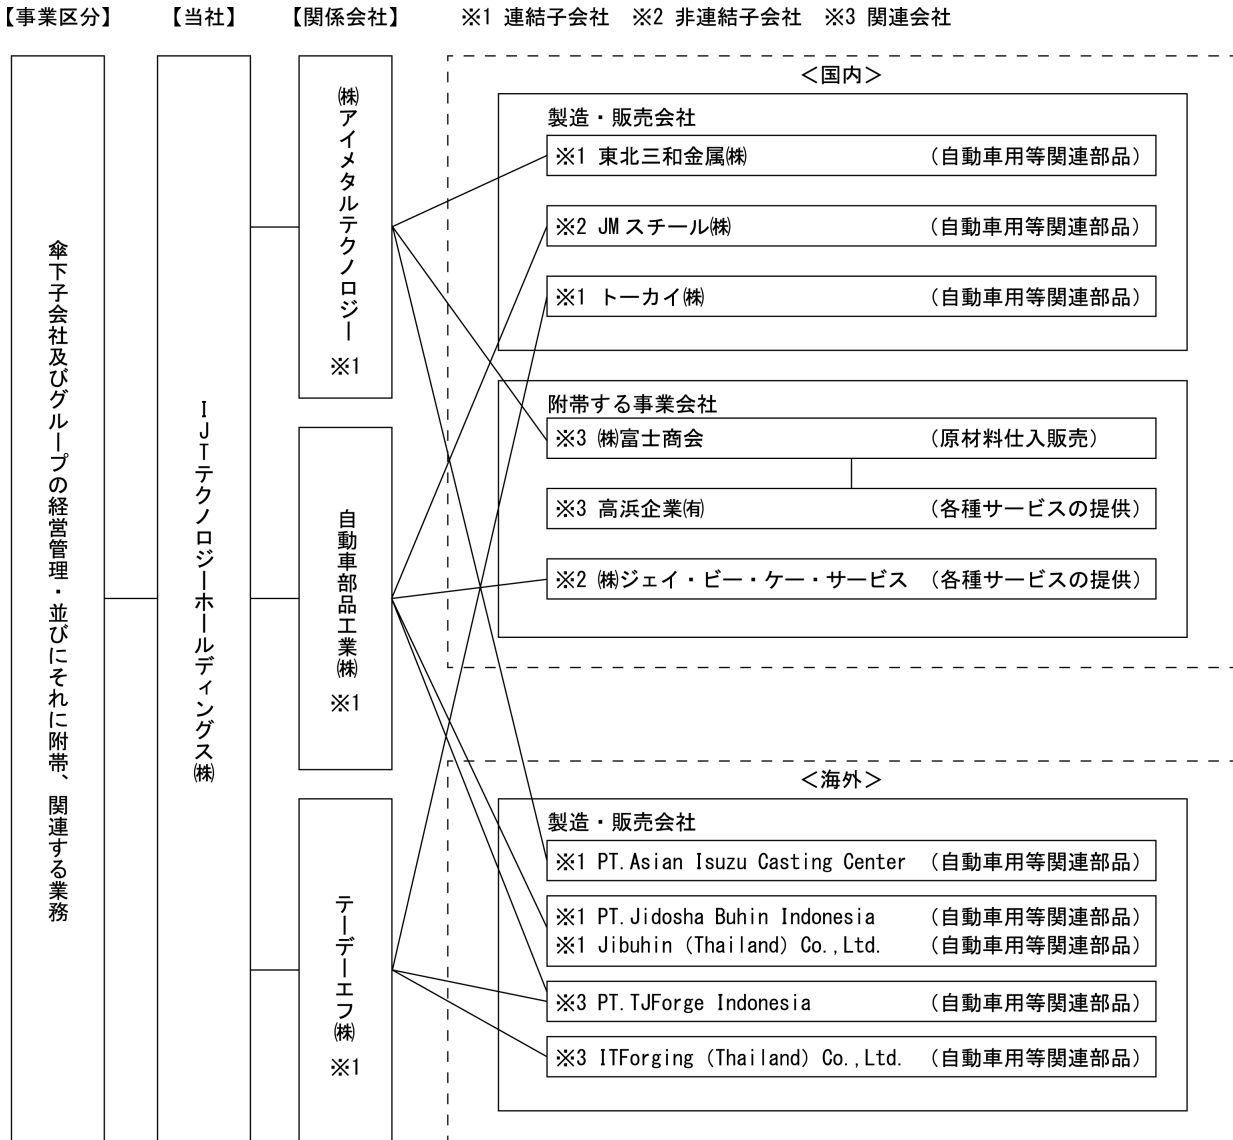 【事業区分】 【当社】 【関係会社】 ※1 連結子会社 ※2 非連結子会社 ※3 関連会社
傘下子会社及びグループの経営管理・並びにそれに附帯、関連する業務
IJTテクノロジーホールディングス㈱
㈱アイメタルテクノロジー ※1
自動車部品工業㈱ ※1
テーデーエフ㈱ ※1
＜国内＞
製造・販売会社
※1 東北三和金属㈱ （自動車用等関連部品）
※2 JMスチール㈱ （自動車用等関連部品）
※1 トーカイ㈱ （自動車用等関連部品）
附帯する事業会社
※3 ㈱富士商会 （原材料仕入販売）
※3 高浜企業㈲ （各種サービスの提供）
※2 ㈱ジェイ・ビー・ケー・サービス （各種サービスの提供）
＜海外＞
製造・販売会社
※1 PT.Asian Isuzu Casting Center （自動車用等関連部品）
※1 PT.Jidosha Buhin Indonesia （自動車用等関連部品）
※1 Jibuhin (Thailand) Co.,Ltd. （自動車用等関連部品）
※3 PT.TJForge Indonesia （自動車用等関連部品）
※3 ITForging (Thailand) Co.,Ltd. （自動車用等関連部品）